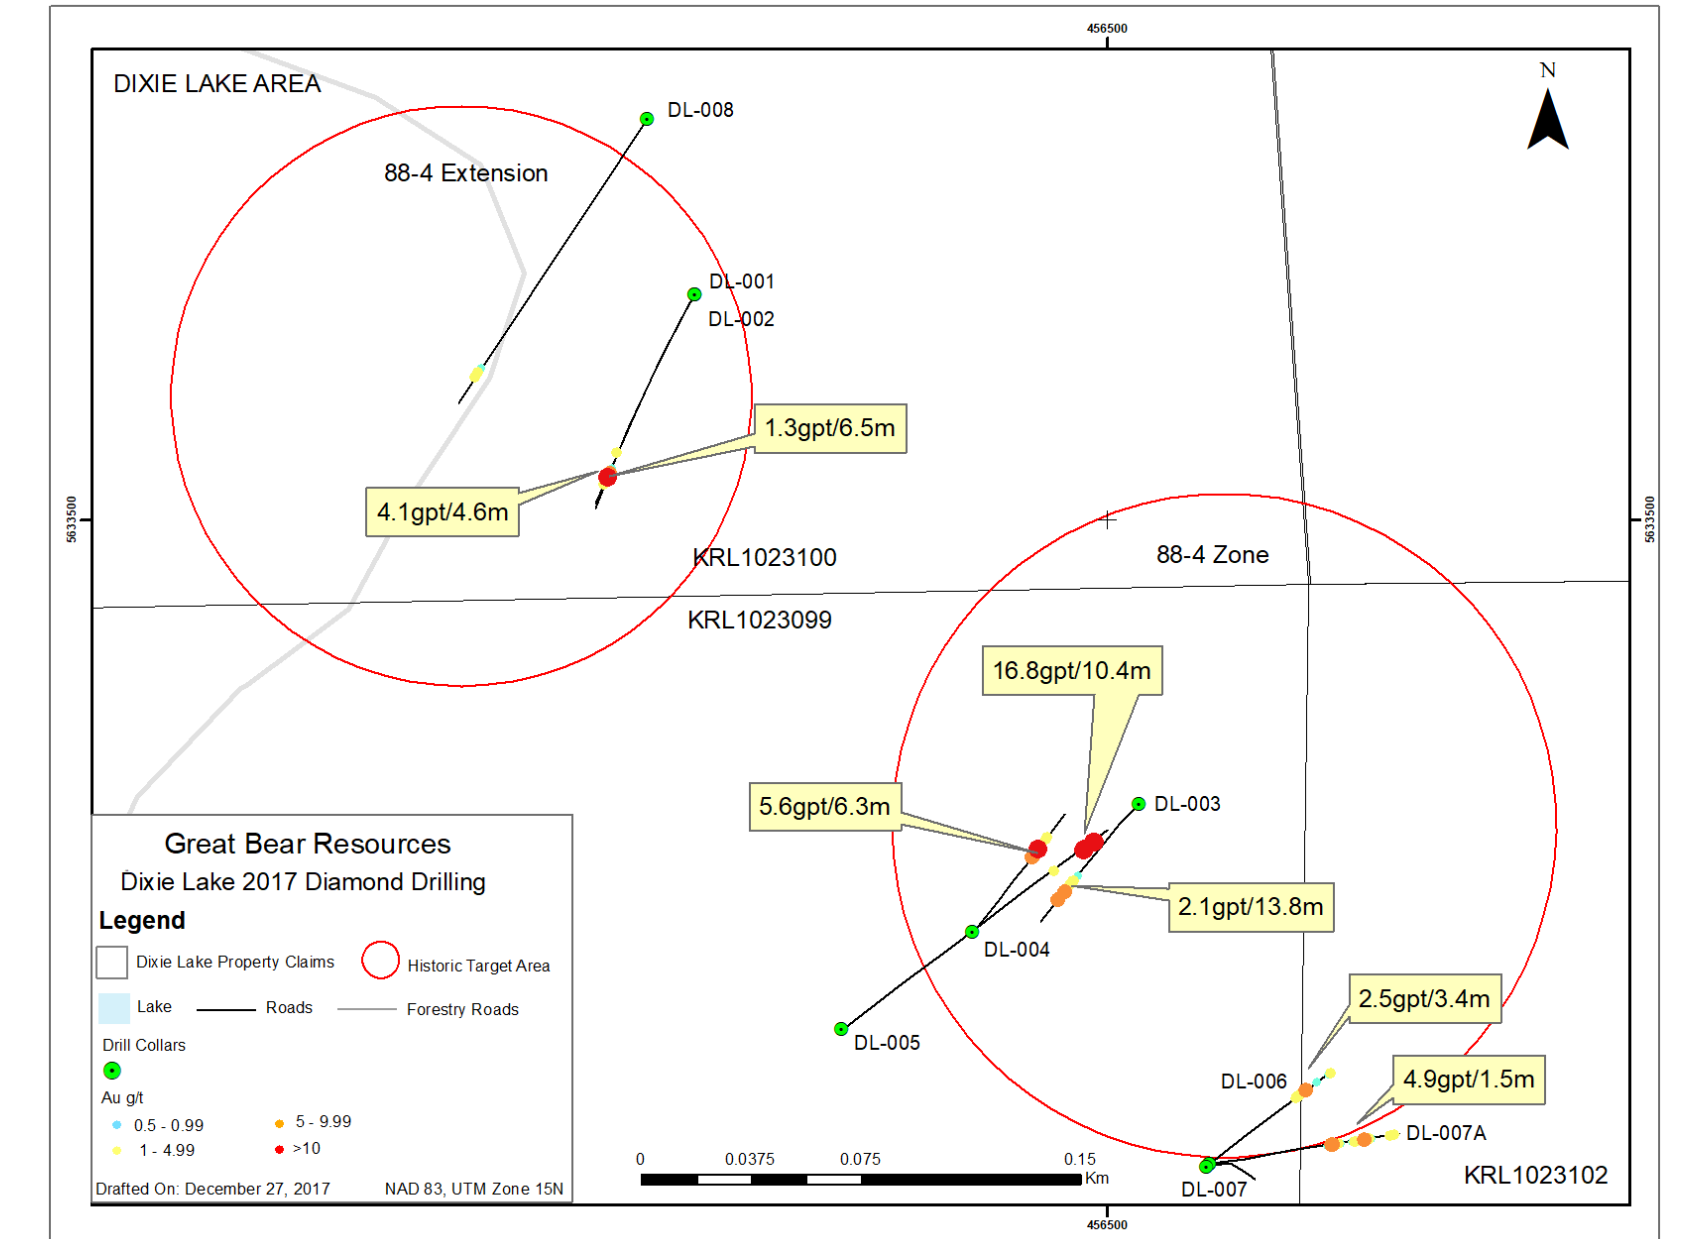 456500
DIXIE LAKE AREA
N
DL-008
88-4 Extension
DL-001
DL-002
1.3gpt/6.5m
4.1gpt/4.6m
5633500
5633500
KRL1023100
88-4 Zone
KRL1023099
16.8gpt/10.4m
5.6gpt/6.3m
DL-003
2.1gpt/13.8m
DL-004
2.5gpt/3.4m
DL-005
DL-006
4.9gpt/1.5m
DL-007A
KRL1023102
DL-007
Great Bear Resources
Dixie Lake 2017 Diamond Drilling
Legend
Dixie Lake Property Claims
Historic Target Area
Lake
Roads
Forestry Roads
Drill Collars
Au g/t
0.5 - 0.99
5 - 9.99
1 - 4.99
>10
Drafted On: December 27, 2017
NAD 83, UTM Zone 15N
0 0.0375 0.075 0.15
Km
456500